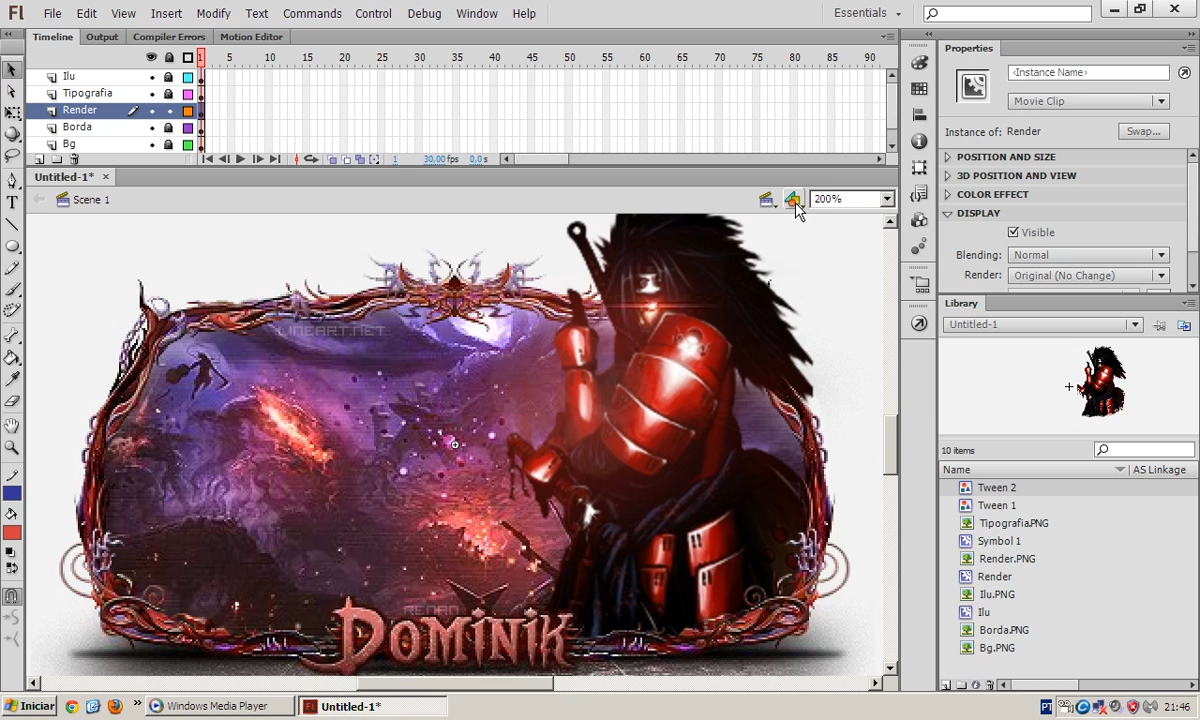 Fl File Edit View Insert Modify Text Commands Control Debug Window Help Essentials
Timeline Output Compiler Errors Motion Editor
1 5 10 15 20 25 30 35 40 45 50 55 60 65 70 75 80 85 90
Ilu
Tipografia
Render
Borda
Bg
1 30,00 fps 0,0 s
Untitled-1* ×
Scene 1
200%
LINEART.NET
RENAN
DOMINIK
Properties
‹Instance Name›
Movie Clip
Instance of: Render Swap...
POSITION AND SIZE
3D POSITION AND VIEW
COLOR EFFECT
DISPLAY
Visible
Blending: Normal
Render: Original (No Change)
Library
Untitled-1
10 items
Name AS Linkage
Tween 2
Tween 1
Tipografia.PNG
Symbol 1
Render.PNG
Render
Ilu.PNG
Ilu
Borda.PNG
Bg.PNG
Iniciar » Windows Media Player Fl Untitled-1* PT 21:46